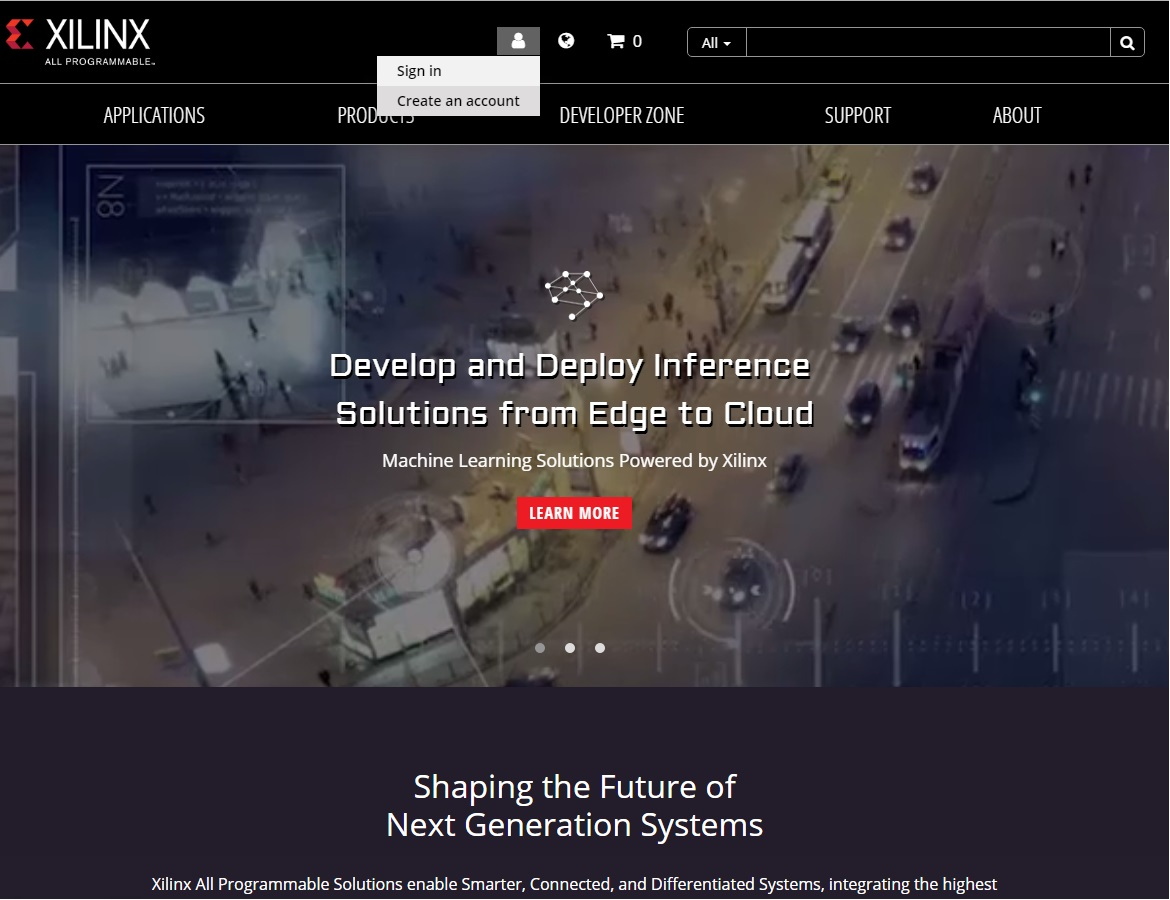 XILINX
ALL PROGRAMMABLE™
0
All
Sign in
Create an account
APPLICATIONS
PRODUCTS
DEVELOPER ZONE
SUPPORT
ABOUT
N8
Develop and Deploy Inference
Solutions from Edge to Cloud
Machine Learning Solutions Powered by Xilinx
LEARN MORE
Shaping the Future of
Next Generation Systems
Xilinx All Programmable Solutions enable Smarter, Connected, and Differentiated Systems, integrating the highest